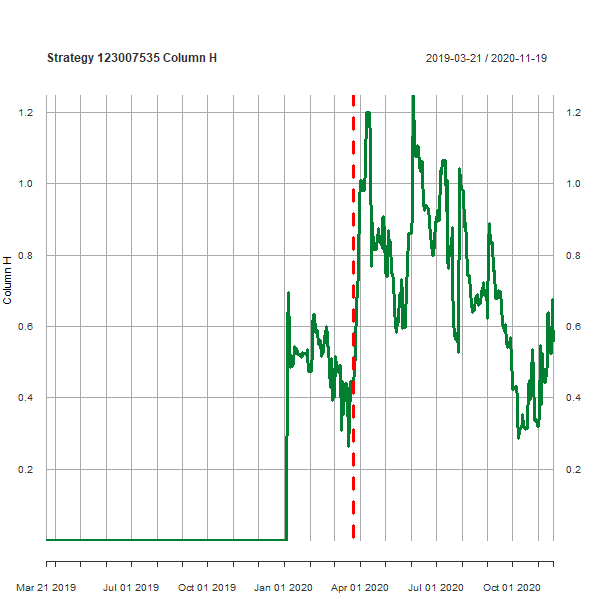 Strategy 123007535 Column H
2019-03-21 / 2020-11-19
1.2
1.2
1.0
1.0
0.8
0.8
Column H
0.6
0.6
0.4
0.4
0.2
0.2
Mar 21 2019
Jul 01 2019
Oct 01 2019
Jan 01 2020
Apr 01 2020
Jul 01 2020
Oct 01 2020